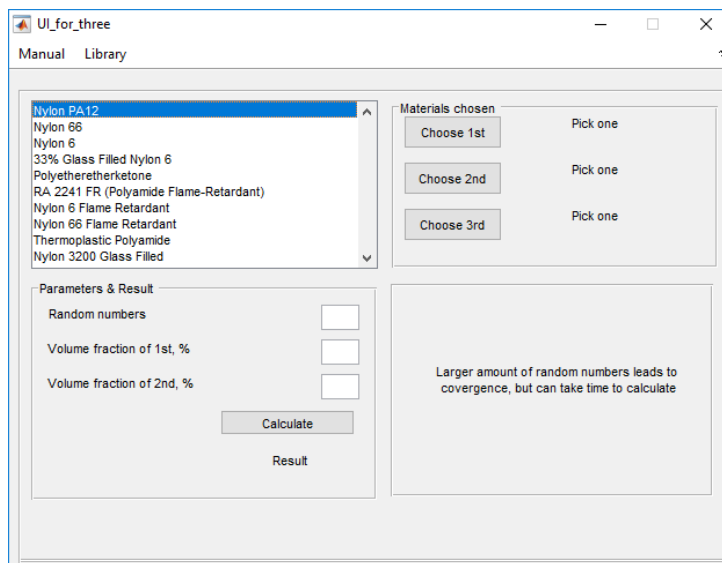 UI_for_three
Manual Library
Nylon PA12
Nylon 66
Nylon 6
33% Glass Filled Nylon 6
Polyetheretherketone
RA 2241 FR (Polyamide Flame-Retardant)
Nylon 6 Flame Retardant
Nylon 66 Flame Retardant
Thermoplastic Polyamide
Nylon 3200 Glass Filled
Materials chosen
Choose 1st Pick one
Choose 2nd Pick one
Choose 3rd Pick one
Parameters & Result
Random numbers
Volume fraction of 1st, %
Volume fraction of 2nd, %
Calculate
Result
Larger amount of random numbers leads to
covergence, but can take time to calculate